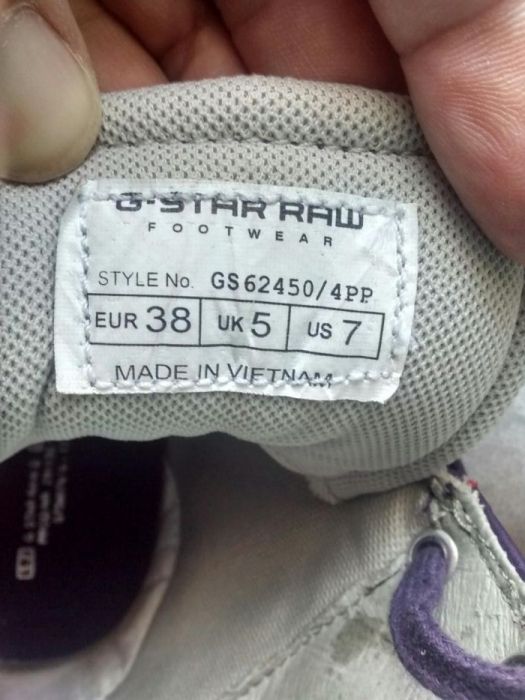 G-STAR RAW
FOOTWEAR
STYLE No. GS62450/4PP
EUR 38 UK 5 US 7
MADE IN VIETNAM